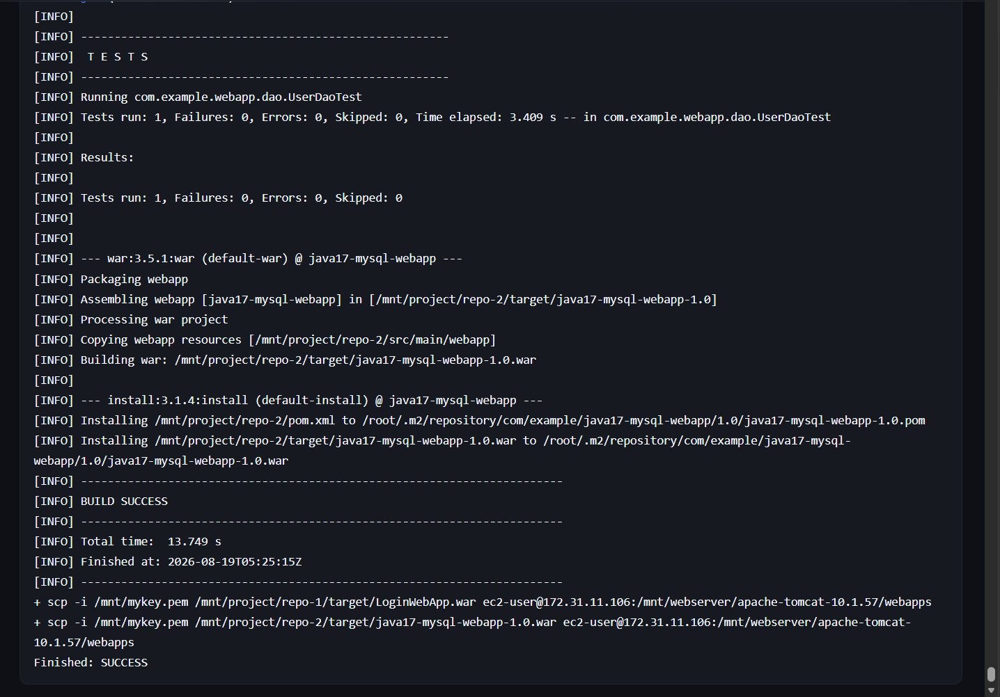 [INFO]
[INFO] -------------------------------------------------------
[INFO]  T E S T S
[INFO] -------------------------------------------------------
[INFO] Running com.example.webapp.dao.UserDaoTest
[INFO] Tests run: 1, Failures: 0, Errors: 0, Skipped: 0, Time elapsed: 3.409 s -- in com.example.webapp.dao.UserDaoTest
[INFO]
[INFO] Results:
[INFO]
[INFO] Tests run: 1, Failures: 0, Errors: 0, Skipped: 0
[INFO]
[INFO]
[INFO] --- war:3.5.1:war (default-war) @ java17-mysql-webapp ---
[INFO] Packaging webapp
[INFO] Assembling webapp [java17-mysql-webapp] in [/mnt/project/repo-2/target/java17-mysql-webapp-1.0]
[INFO] Processing war project
[INFO] Copying webapp resources [/mnt/project/repo-2/src/main/webapp]
[INFO] Building war: /mnt/project/repo-2/target/java17-mysql-webapp-1.0.war
[INFO]
[INFO] --- install:3.1.4:install (default-install) @ java17-mysql-webapp ---
[INFO] Installing /mnt/project/repo-2/pom.xml to /root/.m2/repository/com/example/java17-mysql-webapp/1.0/java17-mysql-webapp-1.0.pom
[INFO] Installing /mnt/project/repo-2/target/java17-mysql-webapp-1.0.war to /root/.m2/repository/com/example/java17-mysql-
webapp/1.0/java17-mysql-webapp-1.0.war
[INFO] ------------------------------------------------------------------------
[INFO] BUILD SUCCESS
[INFO] ------------------------------------------------------------------------
[INFO] Total time:  13.749 s
[INFO] Finished at: 2026-08-19T05:25:15Z
[INFO] ------------------------------------------------------------------------
+ scp -i /mnt/mykey.pem /mnt/project/repo-1/target/LoginWebApp.war ec2-user@172.31.11.106:/mnt/webserver/apache-tomcat-10.1.57/webapps
+ scp -i /mnt/mykey.pem /mnt/project/repo-2/target/java17-mysql-webapp-1.0.war ec2-user@172.31.11.106:/mnt/webserver/apache-tomcat-
10.1.57/webapps
Finished: SUCCESS